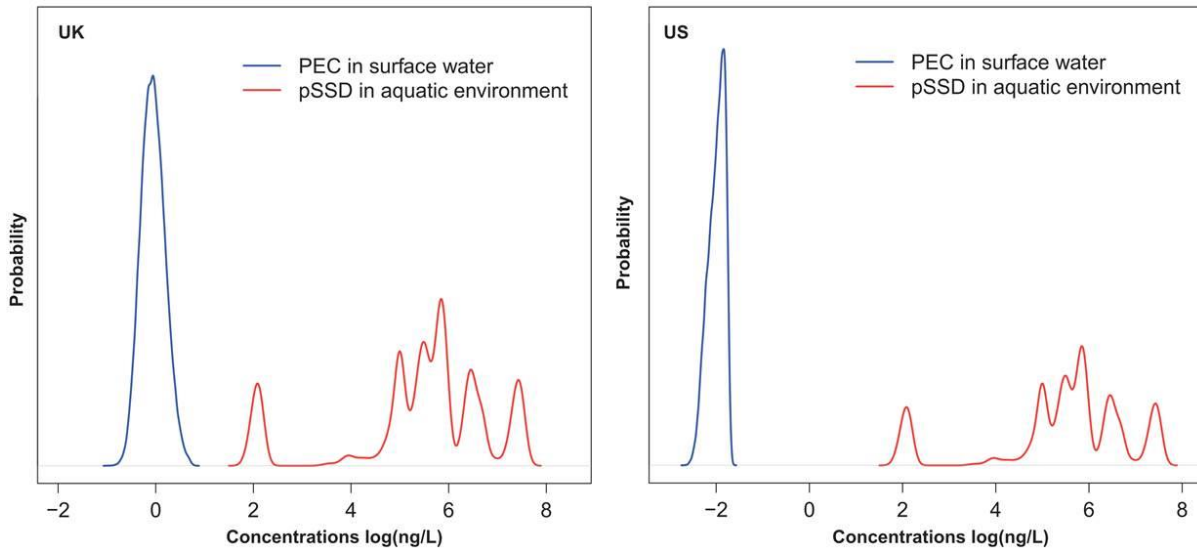 UK
PEC in surface water
pSSD in aquatic environment
Probability
−2 0 2 4 6 8
Concentrations log(ng/L)
US
PEC in surface water
pSSD in aquatic environment
Probability
−2 0 2 4 6 8
Concentrations log(ng/L)